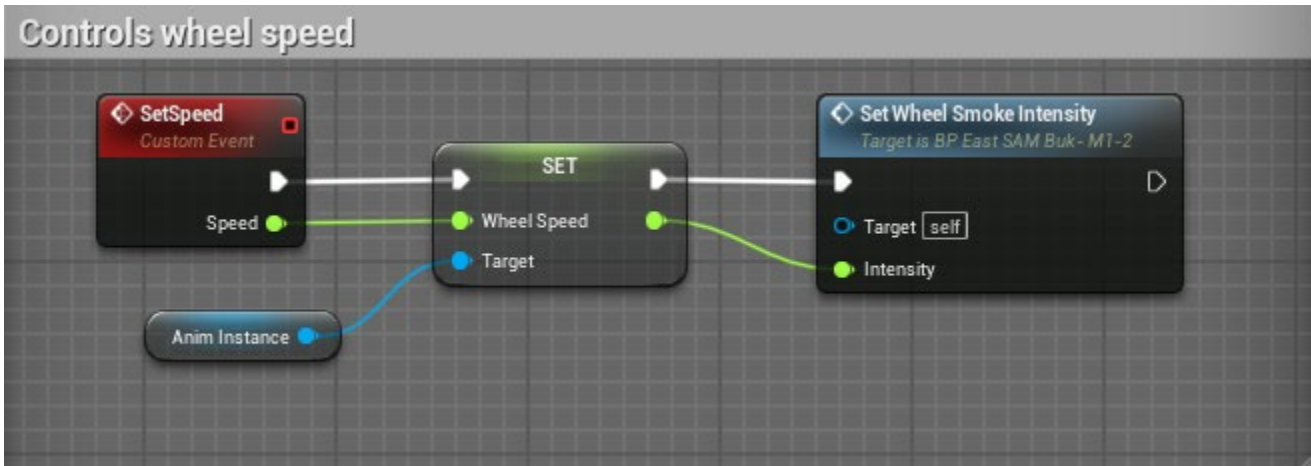 Controls wheel speed
SetSpeed
Custom Event
Speed
Anim Instance
SET
Wheel Speed
Target
Set Wheel Smoke Intensity
Target is BP East SAM Buk- M1-2
Target self
Intensity